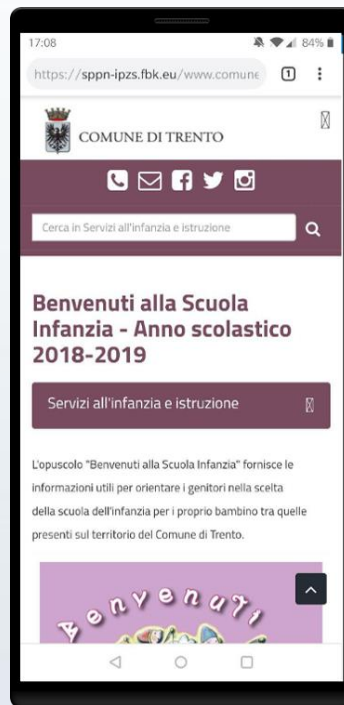 17:08
84%
https://sppn-ipzs.fbk.eu/www.comune
1
COMUNE DI TRENTO
Cerca in Servizi all'infanzia e istruzione
Benvenuti alla Scuola
Infanzia - Anno scolastico
2018-2019
Servizi all'infanzia e istruzione
L'opuscolo "Benvenuti alla Scuola Infanzia" fornisce le
informazioni utili per orientare i genitori nella scelta
della scuola dell'infanzia per i proprio bambino tra quelle
presenti sul territorio del Comune di Trento.
Benvenuti